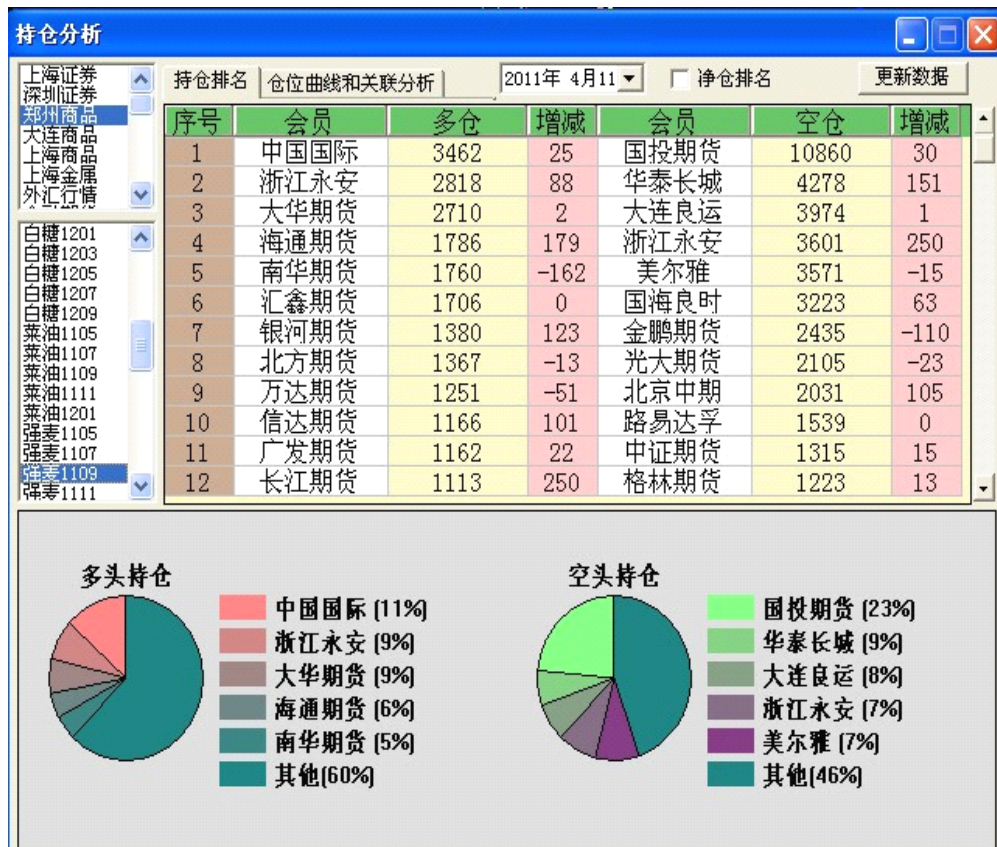 持仓分析
上海证券
深圳证券
郑州商品
大连商品
上海商品
上海金属
外汇行情
持仓排名 仓位曲线和关联分析 2011年 4月11 净仓排名 更新数据
序号 会员 多仓 增减 会员 空仓 增减
1 中国国际 3462 25 国投期货 10860 30
2 浙江永安 2818 88 华泰长城 4278 151
3 大华期货 2710 2 大连良运 3974 1
4 海通期货 1786 179 浙江永安 3601 250
5 南华期货 1760 -162 美尔雅 3571 -15
6 汇鑫期货 1706 0 国海良时 3223 63
7 银河期货 1380 123 金鹏期货 2435 -110
8 北方期货 1367 -13 光大期货 2105 -23
9 万达期货 1251 -51 北京中期 2031 105
10 信达期货 1166 101 路易达孚 1539 0
11 广发期货 1162 22 中证期货 1315 15
12 长江期货 1113 250 格林期货 1223 13
白糖1201
白糖1203
白糖1205
白糖1207
白糖1209
菜油1105
菜油1107
菜油1109
菜油1111
菜油1201
强麦1105
强麦1107
强麦1109
强麦1111
多头持仓
中国国际 (11%)
浙江永安 (9%)
大华期货 (9%)
海通期货 (6%)
南华期货 (5%)
其他(60%)
空头持仓
国投期货 (23%)
华泰长城 (9%)
大连良运 (8%)
浙江永安 (7%)
美尔雅 (7%)
其他(46%)